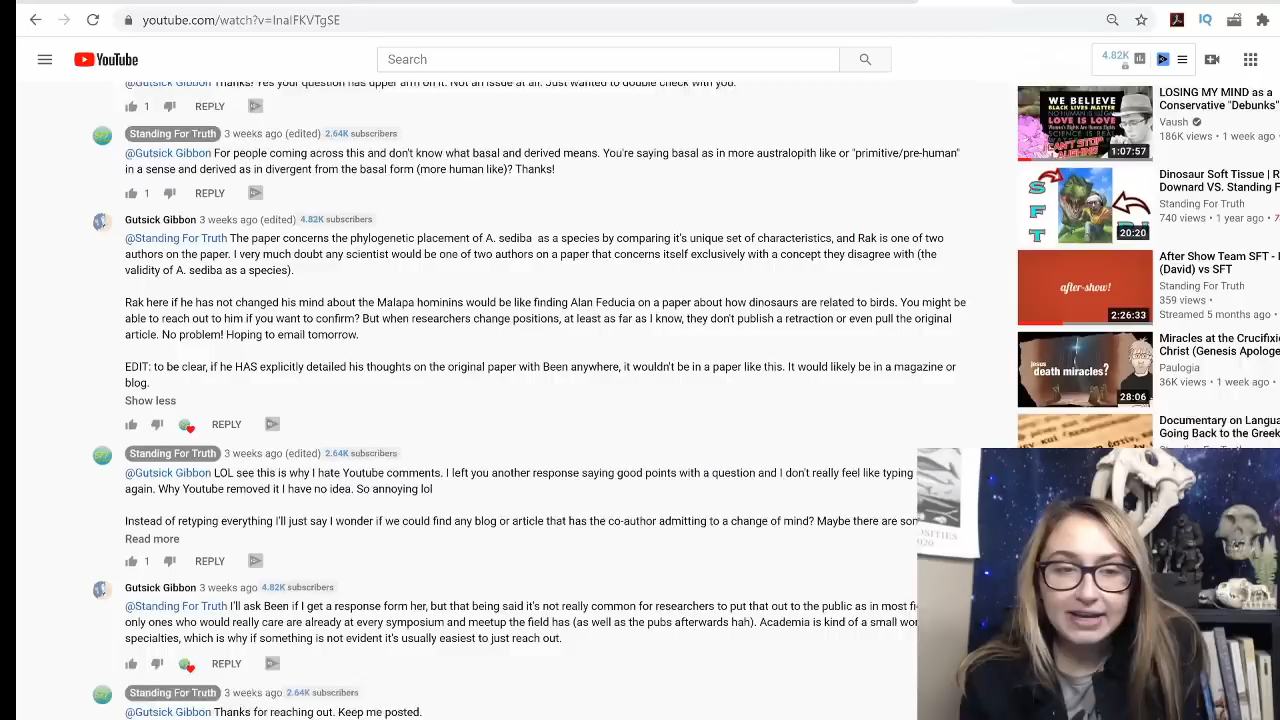 youtube.com/watch?v=InaIFKVTgSE
YouTube
Search
4.82K
@Gutsick Gibbon Thanks! Yes your question has upper arm on it. Not an issue at all. Just wanted to double check with you.
1 REPLY
Standing For Truth 3 weeks ago (edited) 2.64K subscribers
@Gutsick Gibbon For people coming across this and don't know what basal and derived means. You're saying basal as in more australopith like or "primitive/pre-human"
in a sense and derived as in divergent from the basal form (more human like)? Thanks!
1 REPLY
Gutsick Gibbon 3 weeks ago (edited) 4.82K subscribers
@Standing For Truth The paper concerns the phylogenetic placement of A. sediba as a species by comparing it's unique set of characteristics, and Rak is one of two
authors on the paper. I very much doubt any scientist would be one of two authors on a paper that concerns itself exclusively with a concept they disagree with (the
validity of A. sediba as a species).
Rak here if he has not changed his mind about the Malapa hominins would be like finding Alan Feducia on a paper about how dinosaurs are related to birds. You might be
able to reach out to him if you want to confirm? But when researchers change positions, at least as far as I know, they don't publish a retraction or even pull the original
article. No problem! Hoping to email tomorrow.
EDIT: to be clear, if he HAS explicitly detailed his thoughts on the original paper with Been anywhere, it wouldn't be in a paper like this. It would likely be in a magazine or
blog.
Show less
REPLY
Standing For Truth 3 weeks ago (edited) 2.64K subscribers
@Gutsick Gibbon LOL see this is why I hate Youtube comments. I left you another response saying good points with a question and I don't really feel like typing
again. Why Youtube removed it I have no idea. So annoying lol
Instead of retyping everything I'll just say I wonder if we could find any blog or article that has the co-author admitting to a change of mind? Maybe there are som
Read more
1 REPLY
Gutsick Gibbon 3 weeks ago 4.82K subscribers
@Standing For Truth I'll ask Been if I get a response form her, but that being said it's not really common for researchers to put that out to the public as in most fi
only ones who would really care are already at every symposium and meetup the field has (as well as the pubs afterwards hah). Academia is kind of a small wor
specialties, which is why if something is not evident it's usually easiest to just reach out.
REPLY
Standing For Truth 3 weeks ago 2.64K subscribers
@Gutsick Gibbon Thanks for reaching out. Keep me posted.
WE BELIEVE
BLACK LIVES MATTER
NO HUMAN IS ILLEGAL
LOVE IS LOVE
1:07:57
LOSING MY MIND as a
Conservative "Debunks"
Vaush
186K views • 1 week ago
S
F
T
20:20
Dinosaur Soft Tissue | R
Downard VS. Standing F
Standing For Truth
740 views • 1 year ago
after-show!
2:26:33
After Show Team SFT -
(David) vs SFT
Standing For Truth
359 views •
Streamed 5 months ago
death miracles?
28:06
Miracles at the Crucifixio
Christ (Genesis Apologe
Paulogia
36K views • 1 week ago
Documentary on Langua
Going Back to the Greek
OSITIES
2020